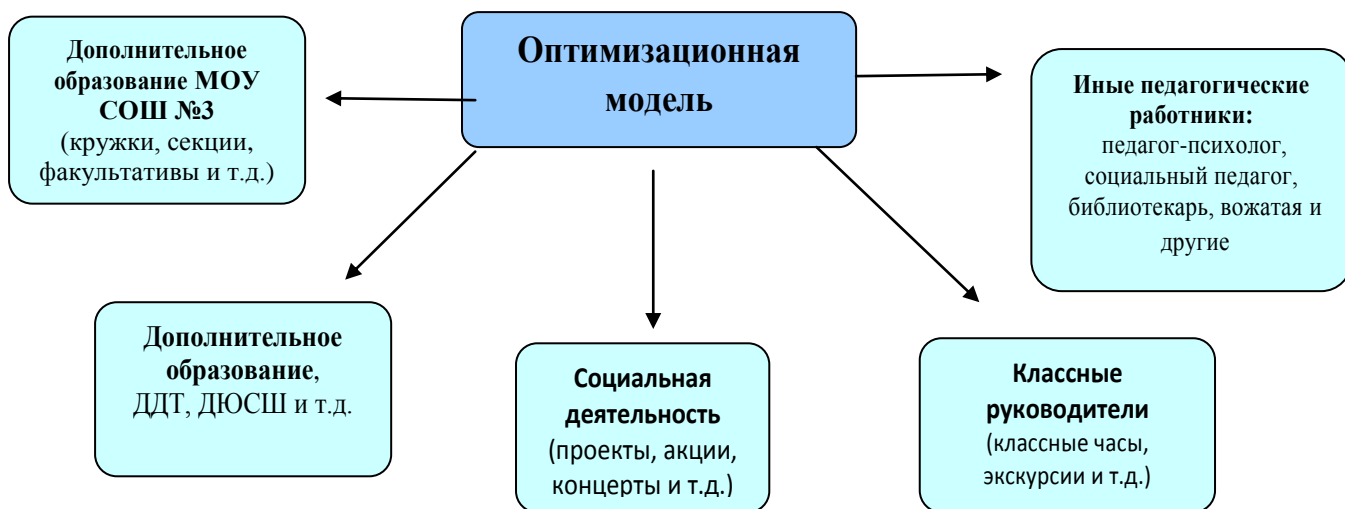 Оптимизационная
модель
Дополнительное
образование МОУ
СОШ №3
(кружки, секции,
факультативы и т.д.)
Иные педагогические
работники:
педагог-психолог,
социальный педагог,
библиотекарь, вожатая и
другие
Дополнительное
образование,
ДДТ, ДЮСШ и т.д.
Социальная
деятельность
(проекты, акции,
концерты и т.д.)
Классные
руководители
(классные часы,
экскурсии и т.д.)